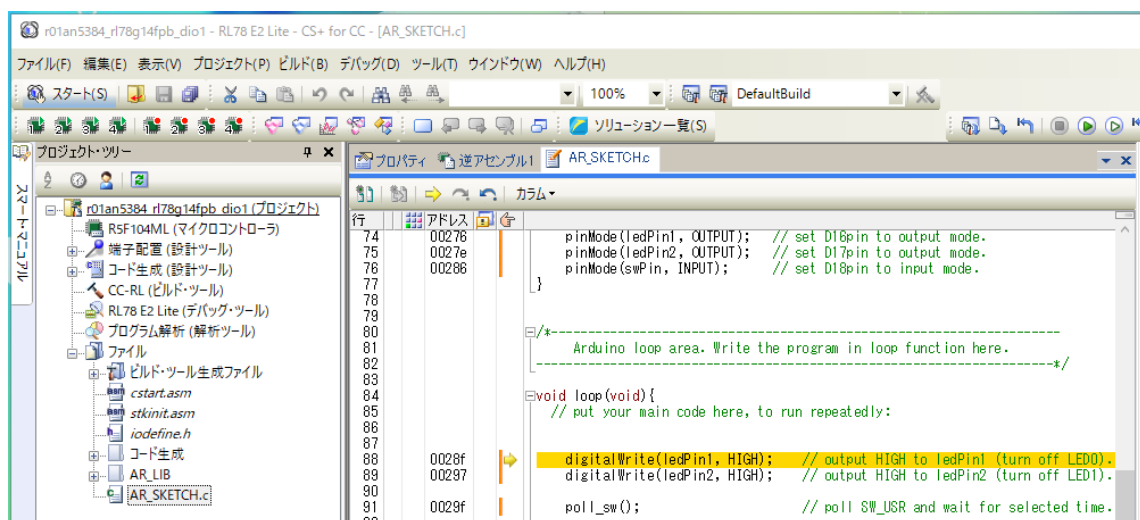 r01an5384_rl78g14fpb_dio1 - RL78 E2 Lite - CS+ for CC - [AR_SKETCH.c]
ファイル(F) 編集(E) 表示(V) プロジェクト(P) ビルド(B) デバッグ(D) ツール(T) ウインドウ(W) ヘルプ(H)
スタート(S) 100% DefaultBuild
ソリューション一覧(S)
スマート・マニュアル
プロジェクト・ツリー
r01an5384_rl78g14fpb_dio1 (プロジェクト)
R5F104ML (マイクロコントローラ)
端子配置 (設計ツール)
コード生成 (設計ツール)
CC-RL (ビルド・ツール)
RL78 E2 Lite (デバッグ・ツール)
プログラム解析 (解析ツール)
ファイル
ビルド・ツール生成ファイル
cstart.asm
stkinit.asm
iodefine.h
コード生成
AR_LIB
AR_SKETCH.c
プロパティ 逆アセンブル1 AR_SKETCH.c
カラム
行 アドレス
74 00276 pinMode(ledPin1, OUTPUT); // set D16pin to output mode.
75 0027e pinMode(ledPin2, OUTPUT); // set D17pin to output mode.
76 00286 pinMode(swPin, INPUT); // set D18pin to input mode.
77 }
78
79
80 /*--------------------------------------------------------------------
81 Arduino loop area. Write the program in loop function here.
82 --------------------------------------------------------------------*/
83
84 void loop(void){
85 // put your main code here, to run repeatedly:
86
87
88 0028f digitalWrite(ledPin1, HIGH); // output HIGH to ledPin1 (turn off LED0).
89 00297 digitalWrite(ledPin2, HIGH); // output HIGH to ledPin2 (turn off LED1).
90
91 0029f poll_sw(); // poll SW_USR and wait for selected time.